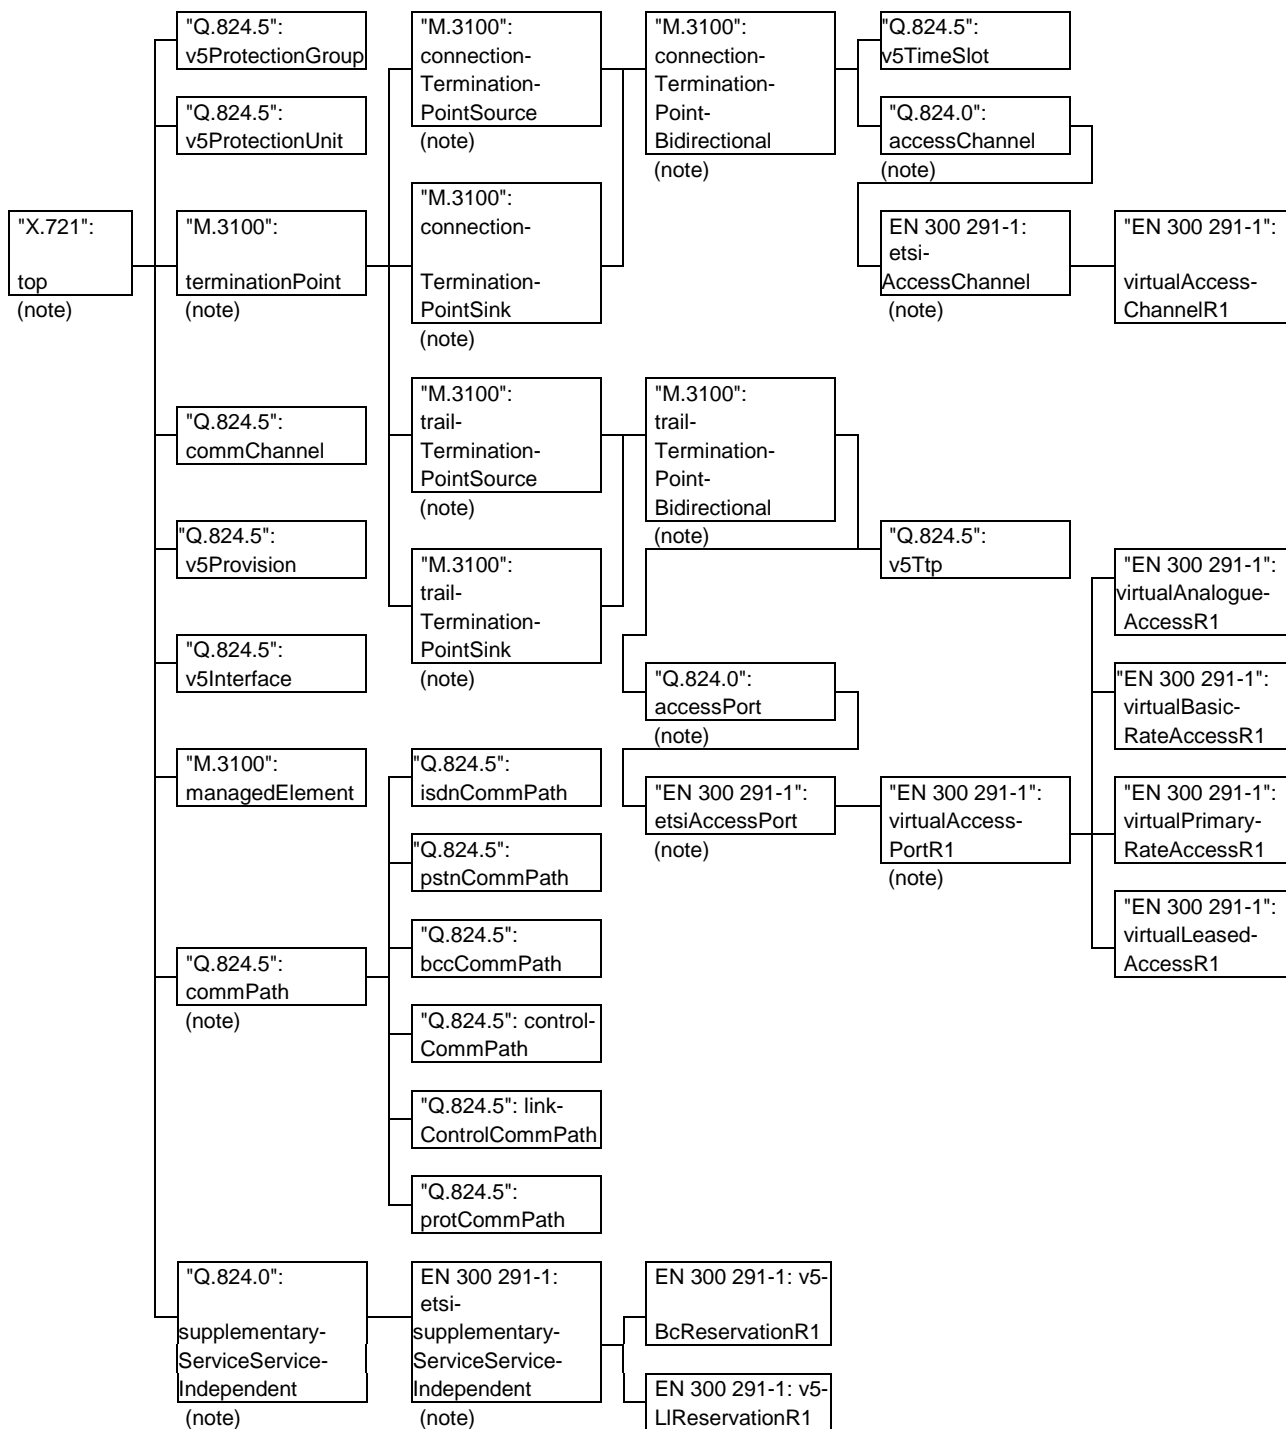 "X.721":
top
(note)
"Q.824.5":
v5ProtectionGroup
"Q.824.5":
v5ProtectionUnit
"M.3100":
terminationPoint
(note)
"Q.824.5":
commChannel
"Q.824.5":
v5Provision
"Q.824.5":
v5Interface
"M.3100":
managedElement
"Q.824.5":
commPath
(note)
"Q.824.0":
supplementary-
ServiceService-
Independent
(note)
"M.3100":
connection-
Termination-
PointSource
(note)
"M.3100":
connection-
Termination-
PointSink
(note)
"M.3100":
trail-
Termination-
PointSource
(note)
"M.3100":
trail-
Termination-
PointSink
(note)
"Q.824.5":
isdnCommPath
"Q.824.5":
pstnCommPath
"Q.824.5":
bccCommPath
"Q.824.5": control-
CommPath
"Q.824.5": link-
ControlCommPath
"Q.824.5":
protCommPath
EN 300 291-1:
etsi-
supplementary-
ServiceService-
Independent
(note)
"M.3100":
connection-
Termination-
Point-
Bidirectional
(note)
"M.3100":
trail-
Termination-
Point-
Bidirectional
(note)
"Q.824.0":
accessPort
(note)
"EN 300 291-1":
etsiAccessPort
(note)
EN 300 291-1: v5-
BcReservationR1
EN 300 291-1: v5-
LlReservationR1
"Q.824.5":
v5TimeSlot
"Q.824.0":
accessChannel
(note)
EN 300 291-1:
etsi-
AccessChannel
(note)
"Q.824.5":
v5Ttp
"EN 300 291-1":
virtualAccess-
PortR1
(note)
"EN 300 291-1":
virtualAccess-
ChannelR1
"EN 300 291-1":
virtualAnalogue-
AccessR1
"EN 300 291-1":
virtualBasic-
RateAccessR1
"EN 300 291-1":
virtualPrimary-
RateAccessR1
"EN 300 291-1":
virtualLeased-
AccessR1